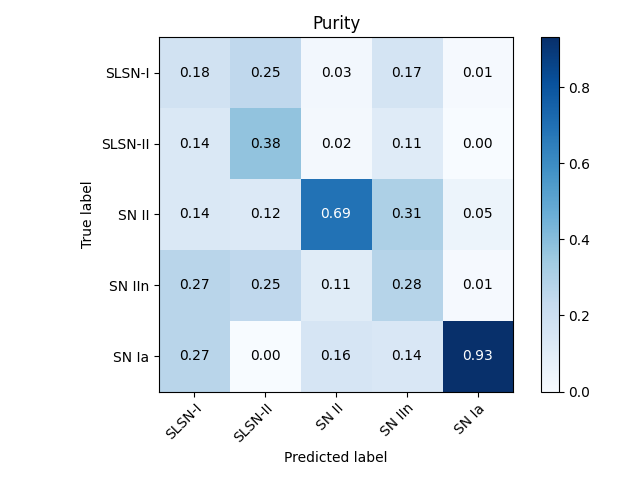 Purity
SLSN-I 0.18 0.25 0.03 0.17 0.01
SLSN-II 0.14 0.38 0.02 0.11 0.00
SN II 0.14 0.12 0.69 0.31 0.05
SN IIn 0.27 0.25 0.11 0.28 0.01
SN Ia 0.27 0.00 0.16 0.14 0.93
SLSN-I SLSN-II SN II SN IIn SN Ia
Predicted label
True label
0.8
0.6
0.4
0.2
0.0